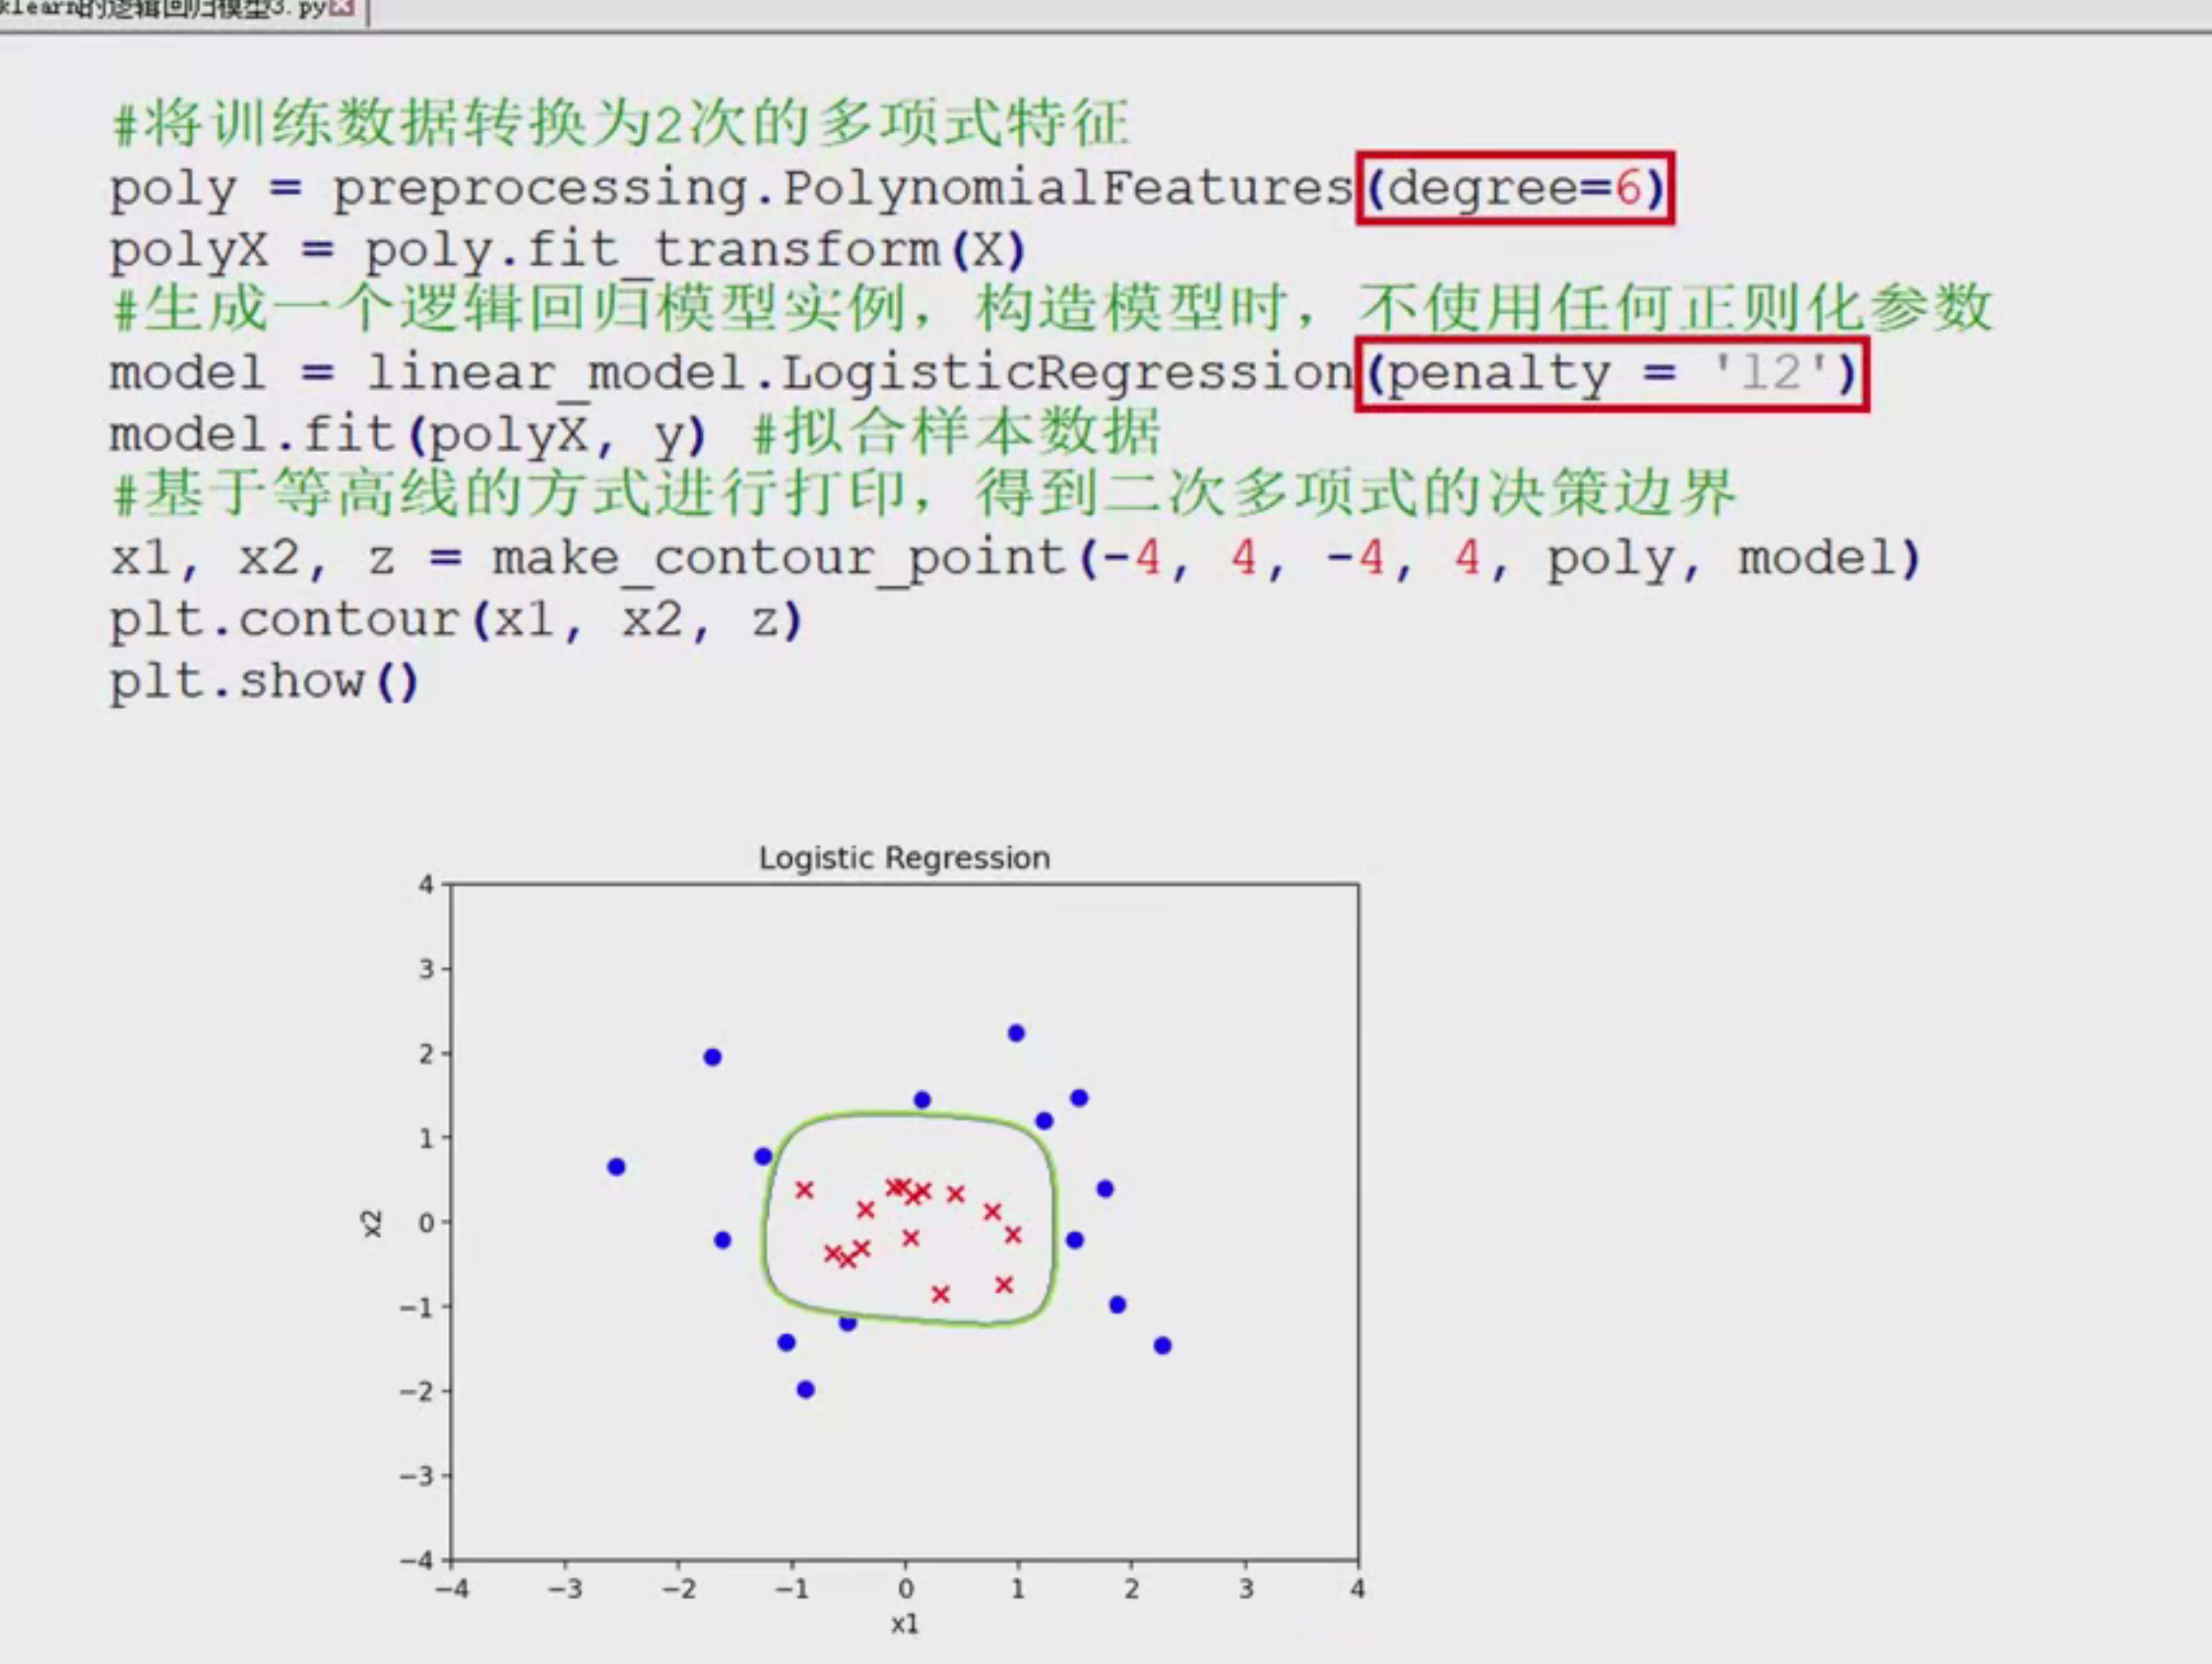 klearn的逻辑回归模型3.py
#将训练数据转换为2次的多项式特征
poly = preprocessing.PolynomialFeatures(degree=6)
polyX = poly.fit_transform(X)
#生成一个逻辑回归模型实例，构造模型时，不使用任何正则化参数
model = linear_model.LogisticRegression(penalty = 'l2')
model.fit(polyX, y) #拟合样本数据
#基于等高线的方式进行打印，得到二次多项式的决策边界
x1, x2, z = make_contour_point(-4, 4, -4, 4, poly, model)
plt.contour(x1, x2, z)
plt.show()
Logistic Regression
4
3
2
1
0
−1
−2
−3
−4
x2
−4 −3 −2 −1 0 1 2 3 4
x1